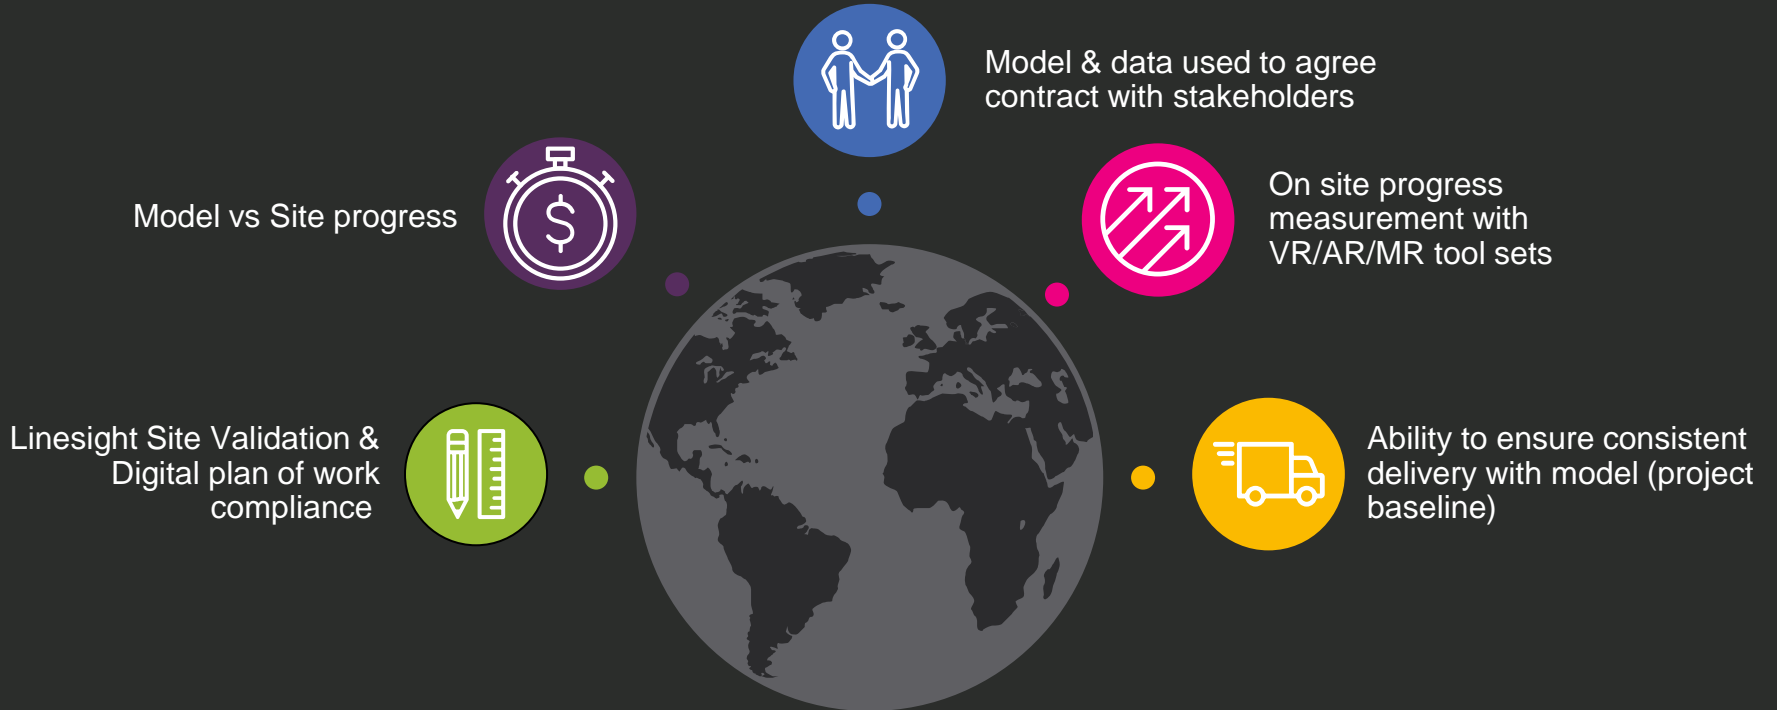 Model & data used to agree
contract with stakeholders
Model vs Site progress
$
On site progress
measurement with
VR/AR/MR tool sets
Linesight Site Validation &
Digital plan of work
compliance
Ability to ensure consistent
delivery with model (project
baseline)